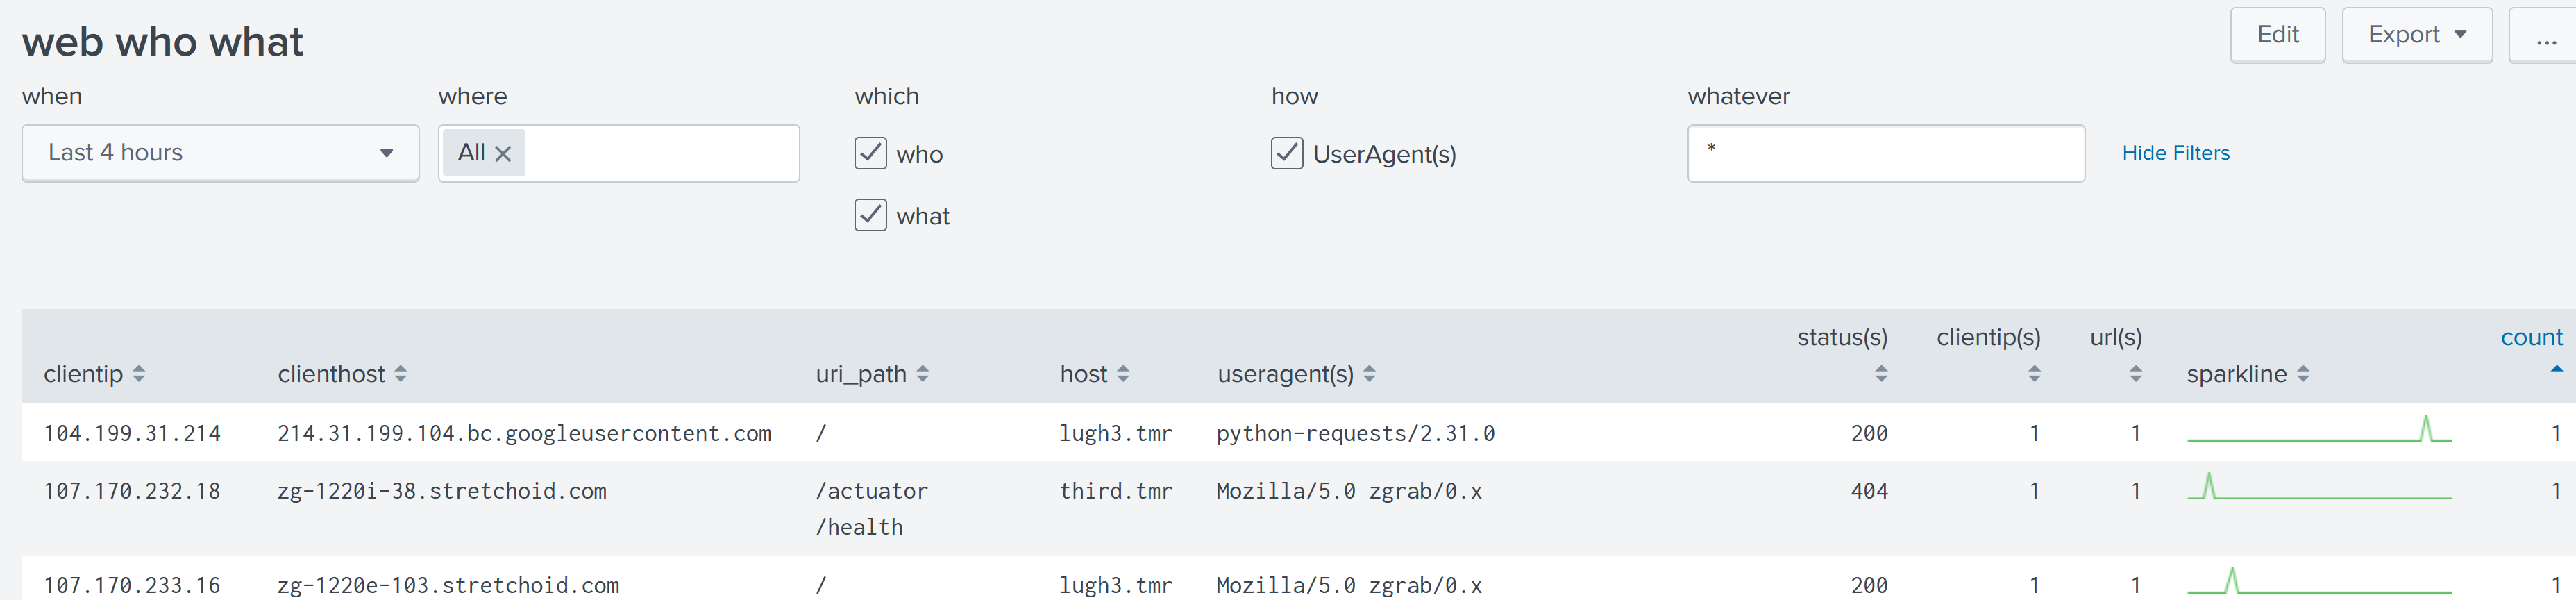 web who what
Edit
Export
...
when
where
which
how
whatever
Last 4 hours
All
who
what
UserAgent(s)
*
Hide Filters
clientip clienthost uri_path host useragent(s) status(s) clientip(s) url(s) sparkline count
104.199.31.214 214.31.199.104.bc.googleusercontent.com / lugh3.tmr python-requests/2.31.0 200 1 1 1
107.170.232.18 zg-1220i-38.stretchoid.com /actuator third.tmr Mozilla/5.0 zgrab/0.x 404 1 1 1
/health
107.170.233.16 zg-1220e-103.stretchoid.com / lugh3.tmr Mozilla/5.0 zgrab/0.x 200 1 1 1